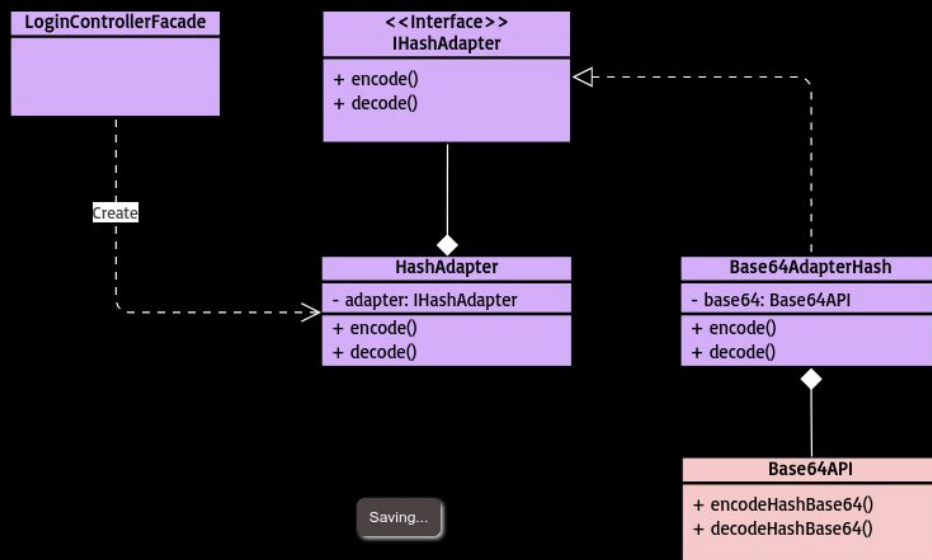 LoginControllerFacade
<<Interface>>
IHashAdapter
+ encode()
+ decode()
Create
HashAdapter
- adapter: IHashAdapter
+ encode()
+ decode()
Base64AdapterHash
- base64: Base64API
+ encode()
+ decode()
Base64API
+ encodeHashBase64()
+ decodeHashBase64()
Saving...